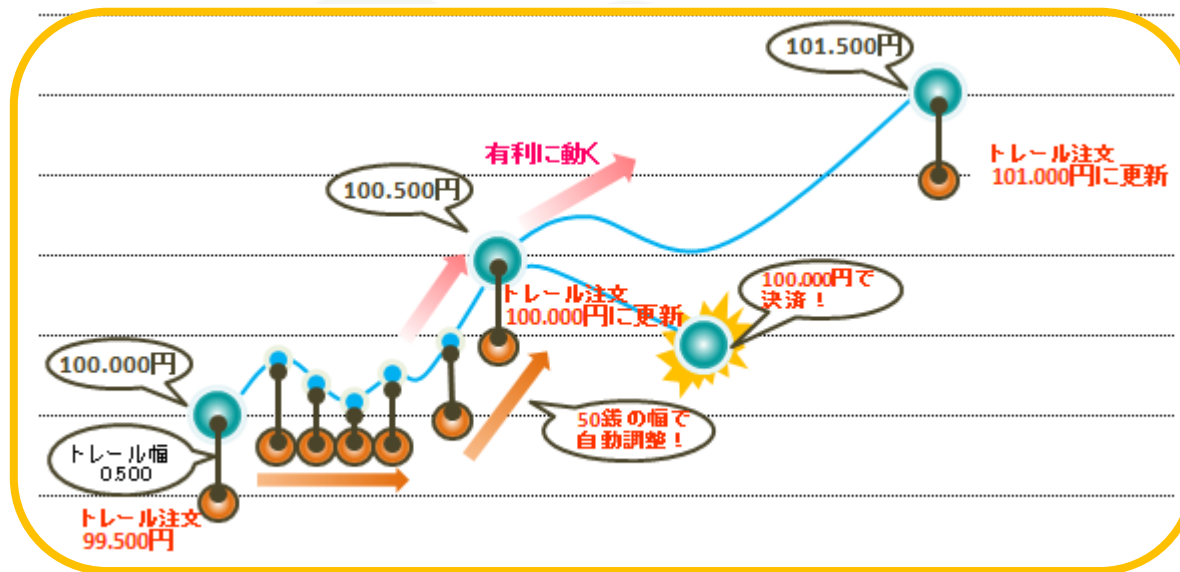 101.500円
有利に動く
トレール注文
101.000円に更新
100.500円
100.000円で
決済！
トレール注文
100.000円に更新
100.000円
50銭の幅で
自動調整！
トレール幅
0.500
トレール注文
99.500円